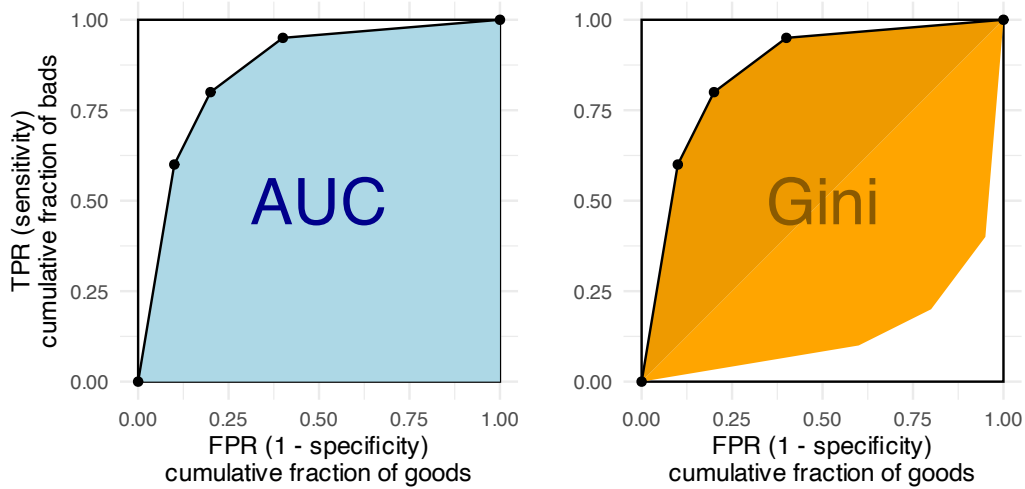 TPR (sensitivity)
cumulative fraction of bads
1.00
0.75
0.50
0.25
0.00
AUC
0.00
0.25
0.50
0.75
1.00
FPR (1 - specificity)
cumulative fraction of goods
1.00
0.75
0.50
0.25
0.00
Gini
0.00
0.25
0.50
0.75
1.00
FPR (1 - specificity)
cumulative fraction of goods